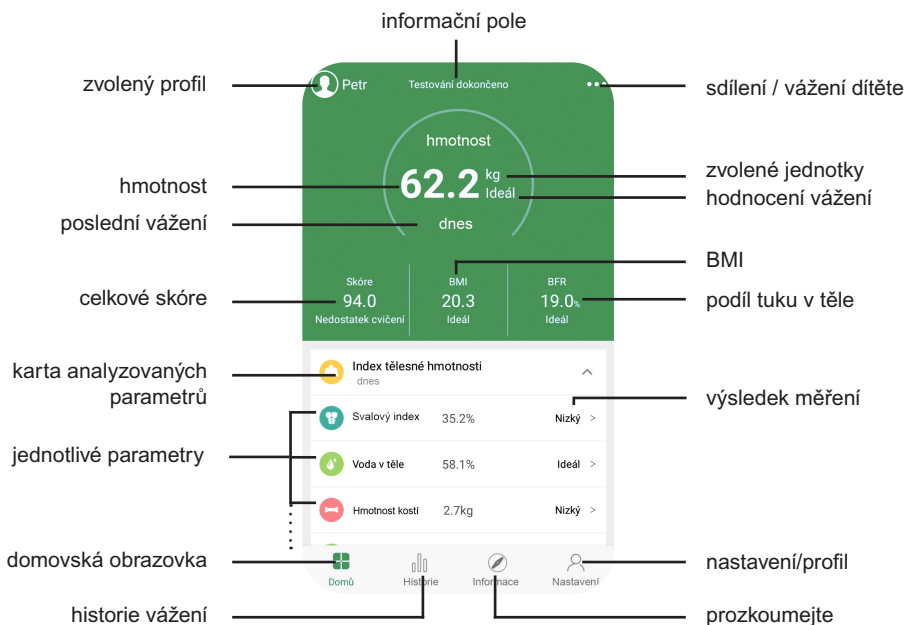 informační pole
zvolený profil
Petr
Testování dokončeno
sdílení / vážení dítěte
hmotnost
hmotnost
62.2 kg
Ideál
zvolené jednotky
hodnocení vážení
poslední vážení
dnes
BMI
celkové skóre
Skóre
94.0
Nedostatek cvičení
BMI
20.3
Ideál
BFR
19.0%
Ideál
podíl tuku v těle
karta analyzovaných
parametrů
Index tělesné hmotnosti
dnes
výsledek měření
Svalový index 35.2% Nizký >
jednotlivé parametry
Voda v těle 58.1% Ideál >
Hmotnost kosti 2.7kg Nizký >
domovská obrazovka
Domů
Historie
Informace
Nastavení
nastavení/profil
historie vážení
prozkoumejte